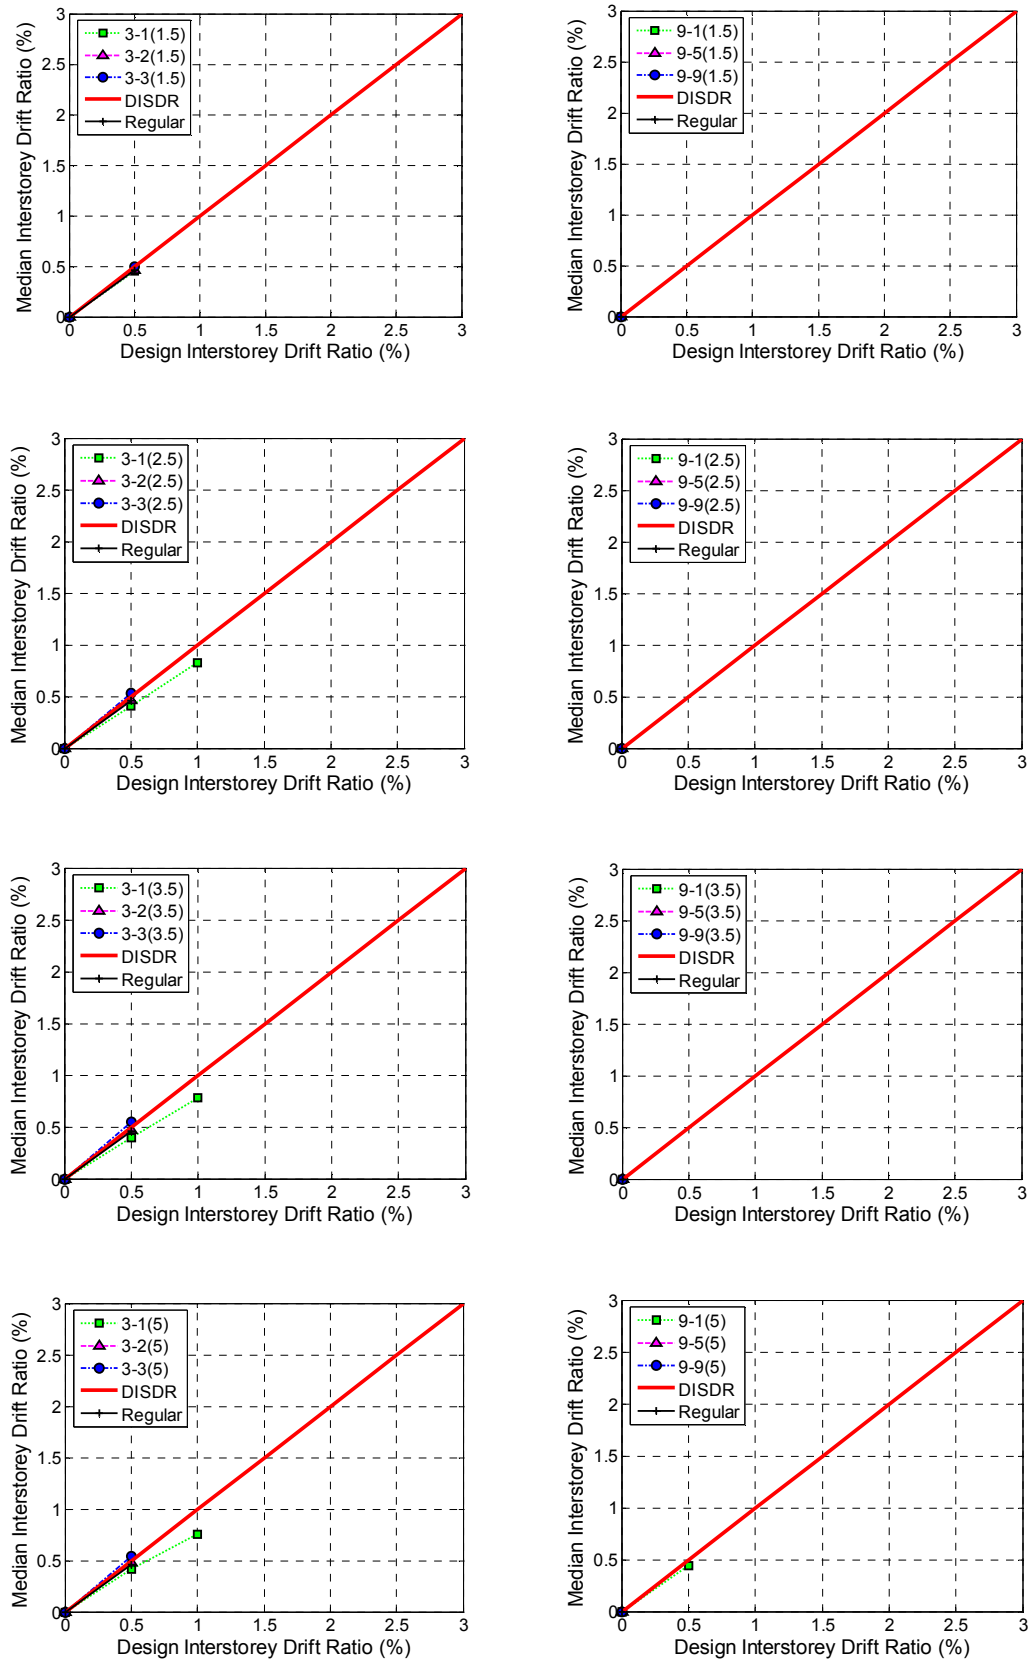 3
2.5
2
1.5
1
0.5
0
Median Interstorey Drift Ratio (%)
3-1(1.5)
3-2(1.5)
3-3(1.5)
DISDR
Regular
0 0.5 1 1.5 2 2.5 3
Design Interstorey Drift Ratio (%)
3
2.5
2
1.5
1
0.5
0
Median Interstorey Drift Ratio (%)
9-1(1.5)
9-5(1.5)
9-9(1.5)
DISDR
Regular
0 0.5 1 1.5 2 2.5 3
Design Interstorey Drift Ratio (%)
3
2.5
2
1.5
1
0.5
0
Median Interstorey Drift Ratio (%)
3-1(2.5)
3-2(2.5)
3-3(2.5)
DISDR
Regular
0 0.5 1 1.5 2 2.5 3
Design Interstorey Drift Ratio (%)
3
2.5
2
1.5
1
0.5
0
Median Interstorey Drift Ratio (%)
9-1(2.5)
9-5(2.5)
9-9(2.5)
DISDR
Regular
0 0.5 1 1.5 2 2.5 3
Design Interstorey Drift Ratio (%)
3
2.5
2
1.5
1
0.5
0
Median Interstorey Drift Ratio (%)
3-1(3.5)
3-2(3.5)
3-3(3.5)
DISDR
Regular
0 0.5 1 1.5 2 2.5 3
Design Interstorey Drift Ratio (%)
3
2.5
2
1.5
1
0.5
0
Median Interstorey Drift Ratio (%)
9-1(3.5)
9-5(3.5)
9-9(3.5)
DISDR
Regular
0 0.5 1 1.5 2 2.5 3
Design Interstorey Drift Ratio (%)
3
2.5
2
1.5
1
0.5
0
Median Interstorey Drift Ratio (%)
3-1(5)
3-2(5)
3-3(5)
DISDR
Regular
0 0.5 1 1.5 2 2.5 3
Design Interstorey Drift Ratio (%)
3
2.5
2
1.5
1
0.5
0
Median Interstorey Drift Ratio (%)
9-1(5)
9-5(5)
9-9(5)
DISDR
Regular
0 0.5 1 1.5 2 2.5 3
Design Interstorey Drift Ratio (%)